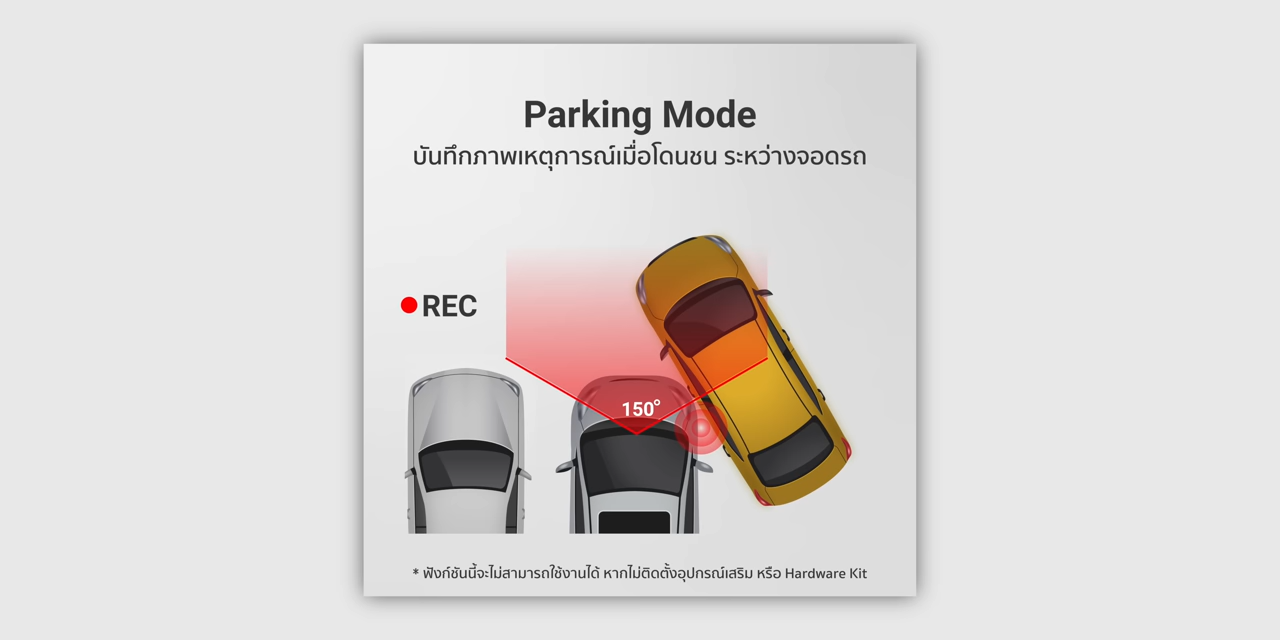 Parking Mode
บันทึกภาพเหตุการณ์เมื่อโดนชน ระหว่างจอดรถ
REC
150°
* ฟังก์ชันนี้จะไม่สามารถใช้งานได้ หากไม่ติดตั้งอุปกรณ์เสริม หรือ Hardware Kit